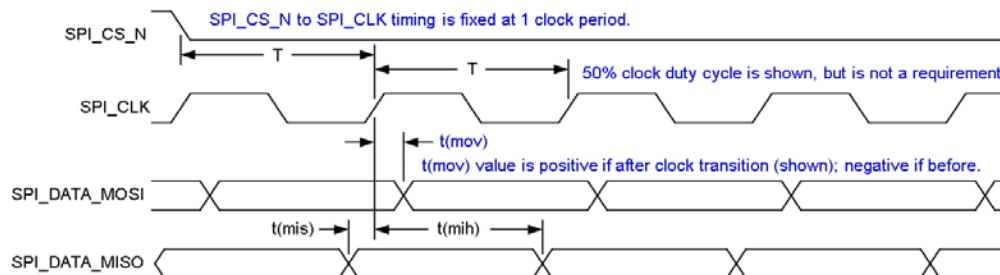 SPI_CS_N to SPI_CLK timing is fixed at 1 clock period.
SPI_CS_N
T
T
50% clock duty cycle is shown, but is not a requirement
SPI_CLK
t(mov)
t(mov) value is positive if after clock transition (shown); negative if before.
SPI_DATA_MOSI
t(mis)
t(mih)
SPI_DATA_MISO